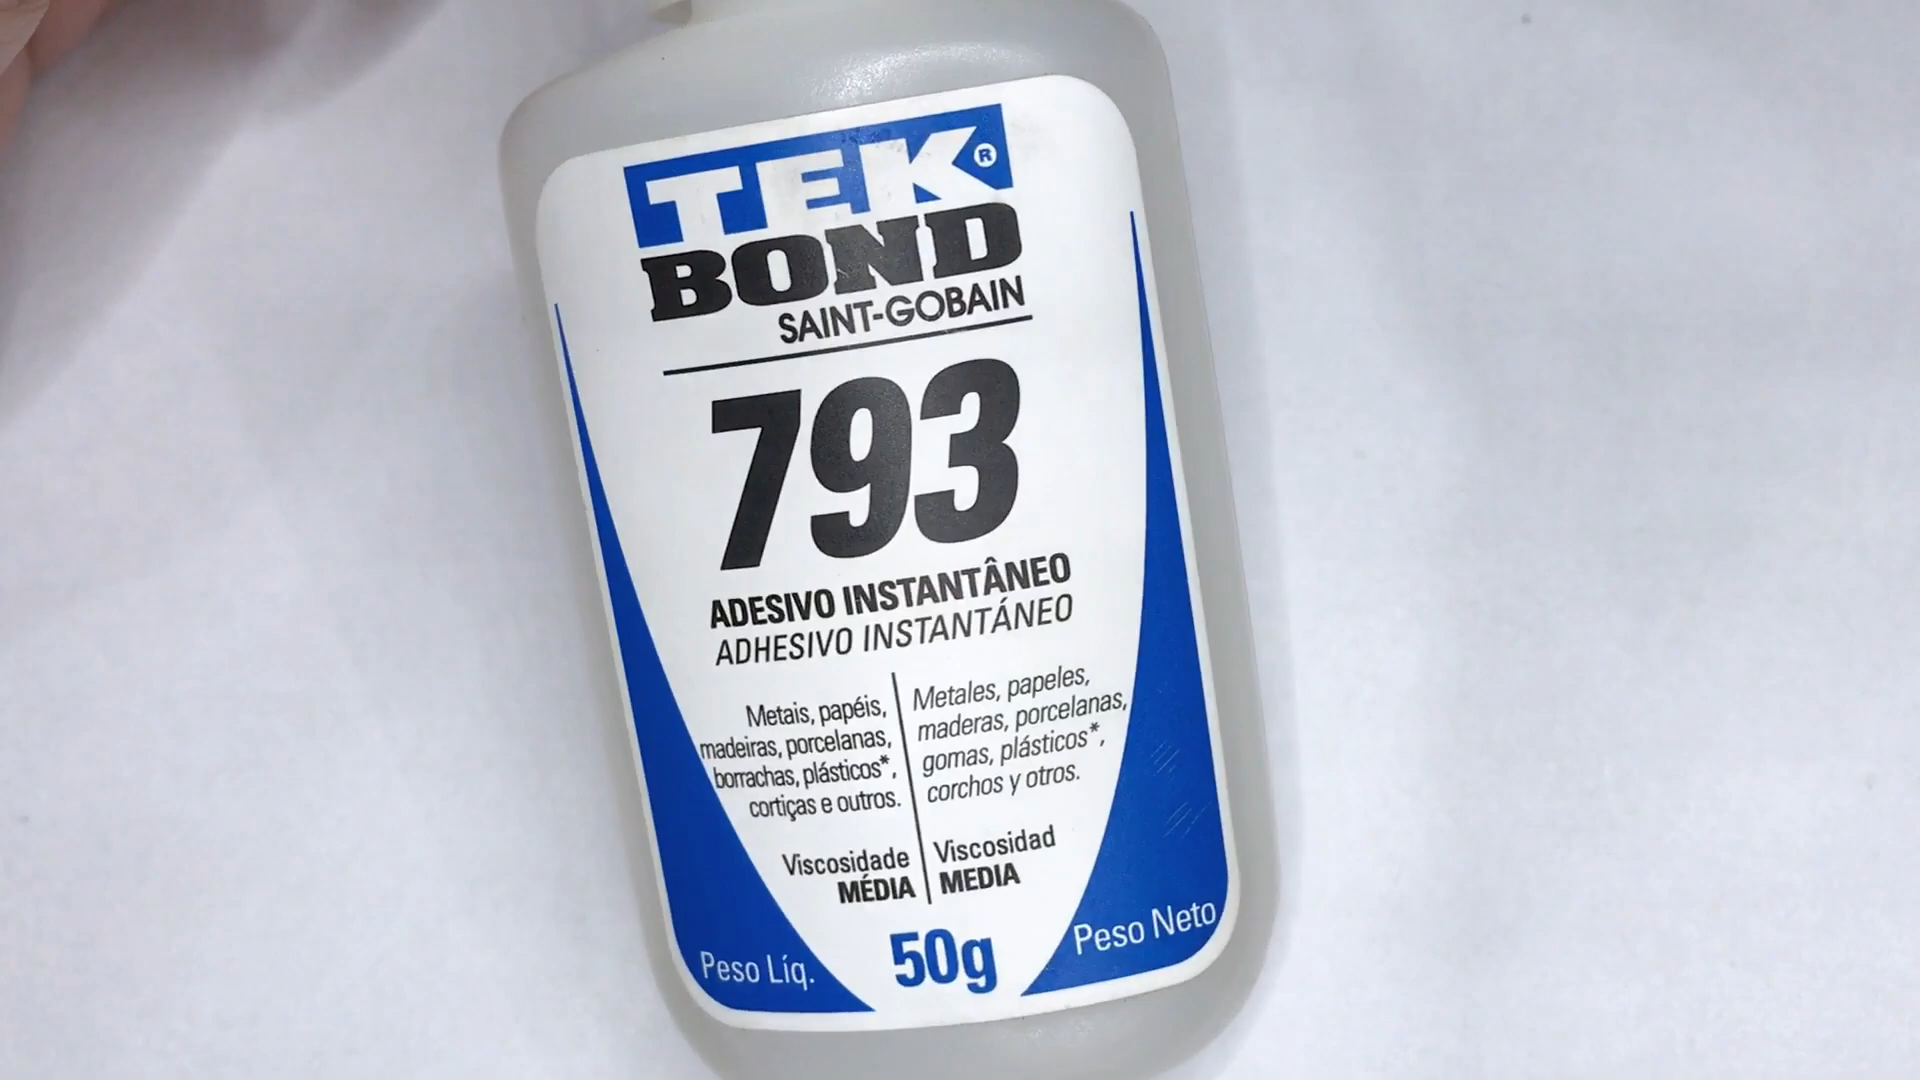 TEK®
BOND
SAINT-GOBAIN
793
ADESIVO INSTANTÂNEO
ADHESIVO INSTANTÁNEO
Metais, papéis,
madeiras, porcelanas,
borrachas, plásticos*,
cortiças e outros.
Metales, papeles,
maderas, porcelanas,
gomas, plásticos*,
corchos y otros.
Viscosidade
MÉDIA
Viscosidad
MEDIA
Peso Líq.
50g
Peso Neto